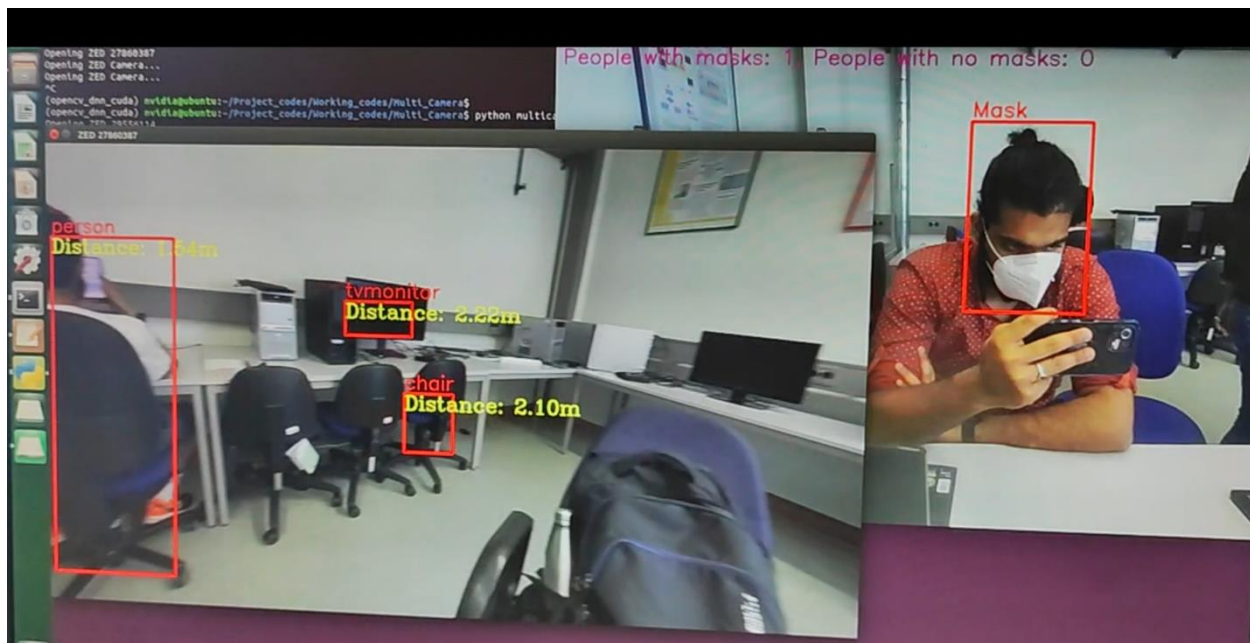 Opening ZED 27860387
Opening ZED Camera...
Opening ZED Camera...
^C
(opencv_dnn_cuda) nvidia@ubuntu:~/Project_codes/Working_codes/Multi_Camera$
(opencv_dnn_cuda) nvidia@ubuntu:~/Project_codes/Working_codes/Multi_Camera$ python multica
ZED 27860387
People with masks: 1, People with no masks: 0
Mask
person
Distance: 1.54m
tvmonitor
Distance: 2.22m
chair
Distance: 2.10m